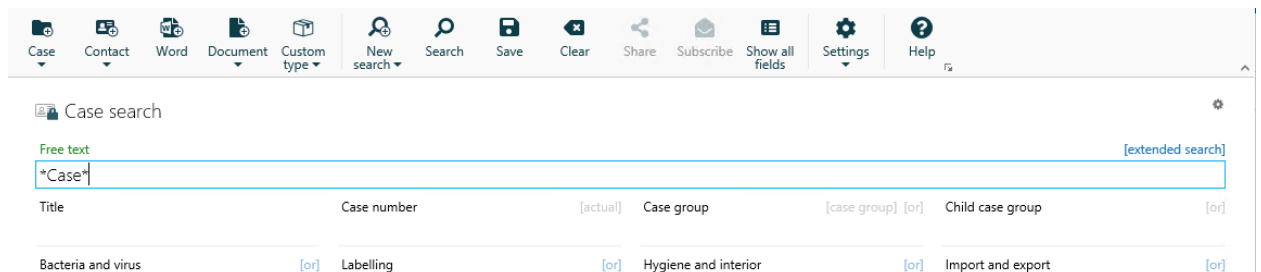 Case Contact Word Document Custom type New search Search Save Clear Share Subscribe Show all fields Settings Help
Case search
Free text [extended search]
*Case*
Title Case number [actual] Case group [case group] [or] Child case group [or]
Bacteria and virus [or] Labelling [or] Hygiene and interior [or] Import and export [or]